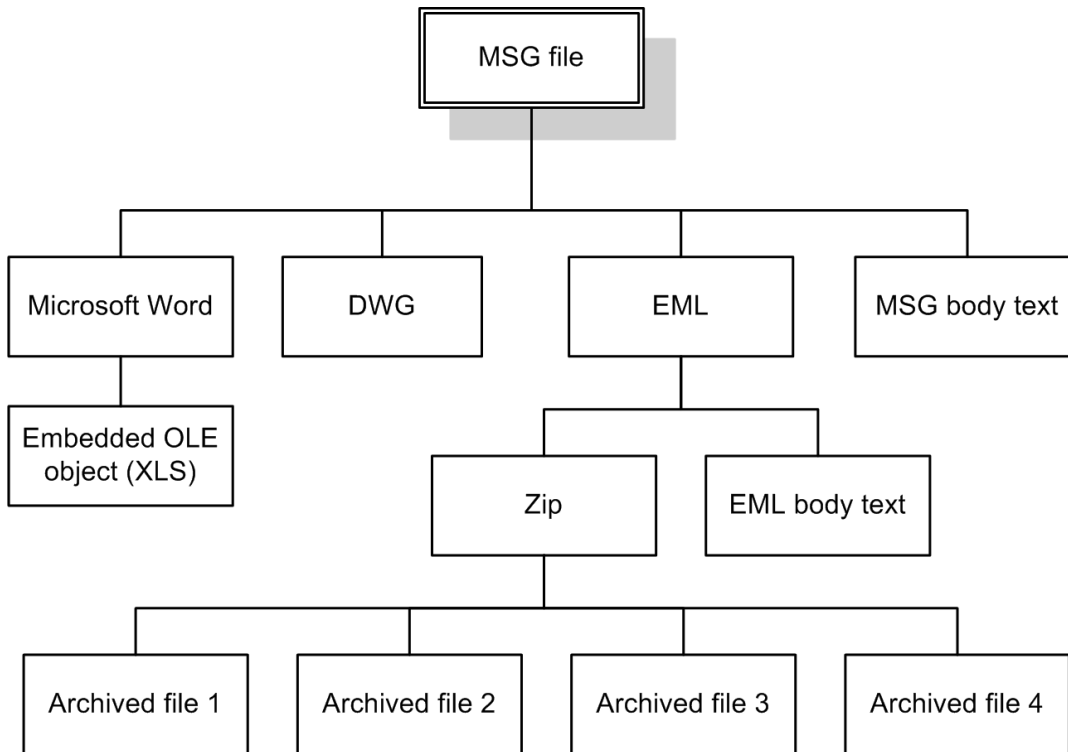 MSG file
Microsoft Word
DWG
EML
MSG body text
Embedded OLE
object (XLS)
Zip
EML body text
Archived file 1
Archived file 2
Archived file 3
Archived file 4